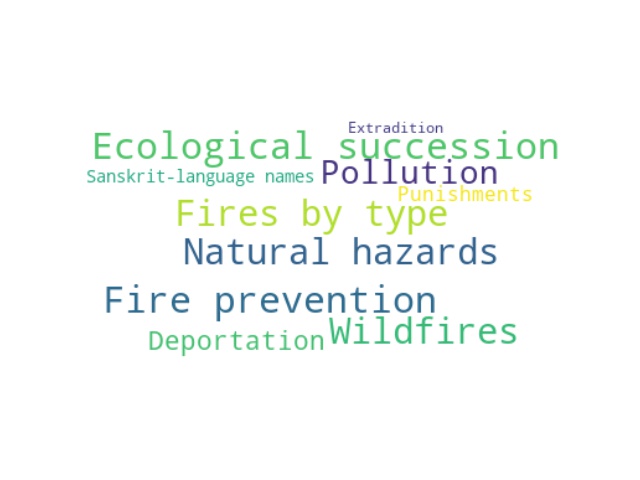 Extradition
Ecological succession
Sanskrit-language names
Pollution
Punishments
Fires by type
Natural hazards
Fire prevention
Wildfires
Deportation